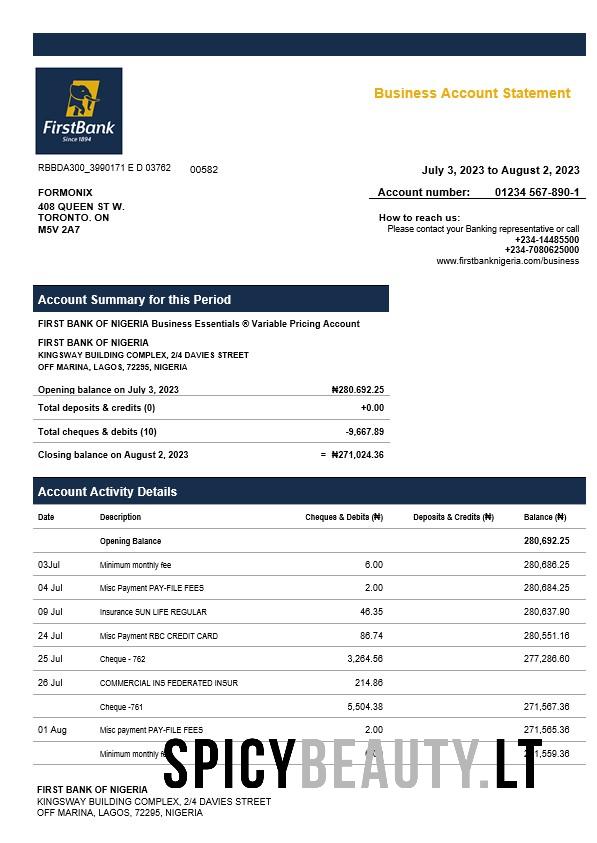 FirstBank
Since 1894
Business Account Statement
RBBDA300_3990171 E D 03762 00582
July 3, 2023 to August 2, 2023
Account number: 01234 567-890-1
FORMONIX
408 QUEEN ST W.
TORONTO. ON
M5V 2A7
How to reach us:
Please contact your Banking representative or call
+234-14485500
+234-7080625000
www.firstbanknigeria.com/business
Account Summary for this Period
FIRST BANK OF NIGERIA Business Essentials ® Variable Pricing Account
FIRST BANK OF NIGERIA
KINGSWAY BUILDING COMPLEX, 2/4 DAVIES STREET
OFF MARINA, LAGOS, 72295, NIGERIA
Opening balance on July 3, 2023 ₦280.692.25
Total deposits & credits (0) +0.00
Total cheques & debits (10) -9,667.89
Closing balance on August 2, 2023 = ₦271,024.36
Account Activity Details
Date Description Cheques & Debits (₦) Deposits & Credits (₦) Balance (₦)
Opening Balance 280,692.25
03Jul Minimum monthly fee 6.00 280,686.25
04 Jul Misc Payment PAY-FILE FEES 2.00 280,684.25
09 Jul Insurance SUN LIFE REGULAR 46.35 280,637.90
24 Jul Misc Payment RBC CREDIT CARD 86.74 280,551.16
25 Jul Cheque - 762 3,264.56 277,286.60
26 Jul COMMERCIAL INS FEDERATED INSUR 214.86
Cheque -761 5,504.38 271,567.36
01 Aug Misc payment PAY-FILE FEES 2.00 271,565.36
Minimum monthly
SPICYBEAUTY.LT
FIRST BANK OF NIGERIA
KINGSWAY BUILDING COMPLEX, 2/4 DAVIES STREET
OFF MARINA, LAGOS, 72295, NIGERIA